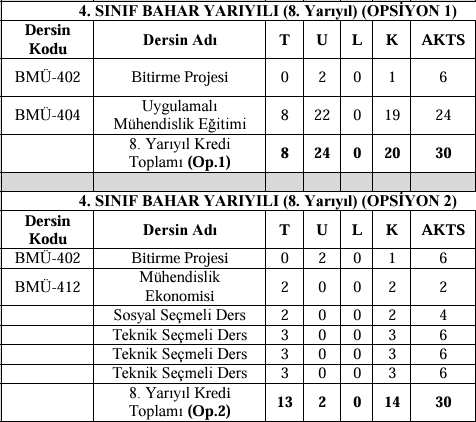 4. SINIF BAHAR YARIYILI (8. Yarıyıl) (OPSİYON 1)
Dersin Kodu Dersin Adı T U L K AKTS
BMÜ-402 Bitirme Projesi 0 2 0 1 6
BMÜ-404 Uygulamalı Mühendislik Eğitimi 8 22 0 19 24
8. Yarıyıl Kredi Toplamı (Op.1) 8 24 0 20 30
4. SINIF BAHAR YARIYILI (8. Yarıyıl) (OPSİYON 2)
Dersin Kodu Dersin Adı T U L K AKTS
BMÜ-402 Bitirme Projesi 0 2 0 1 6
BMÜ-412 Mühendislik Ekonomisi 2 0 0 2 2
Sosyal Seçmeli Ders 2 0 0 2 4
Teknik Seçmeli Ders 3 0 0 3 6
Teknik Seçmeli Ders 3 0 0 3 6
Teknik Seçmeli Ders 3 0 0 3 6
8. Yarıyıl Kredi Toplamı (Op.2) 13 2 0 14 30